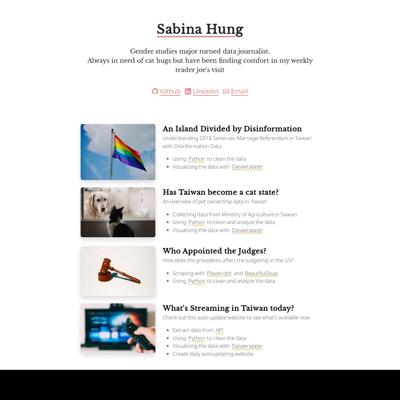 Sabina Hung
Gender studies major turned data journalist.
Always in need of cat hugs but have been finding comfort in my weekly
trader joe's visit
Github Linkedin Email
An Island Divided by Disinformation
Understanding 2018 Same-sex Marriage Referendum in Taiwan
with Disinformation Data
Using Python to clean the data
Visualizing the data with Datawrapper
Has Taiwan become a cat state?
An overview of pet ownership data in Taiwan
Collecting data from Ministry of Agriculture in Taiwan
Using Python to clean and analyze the data
Visualizing the data with Datawrapper
Who Appointed the Judges?
How does the presidents affect the judgeship in the US?
Scraping with Playwright and BeautifulSoup
Using Python to clean and analyze the data
What's Streaming in Taiwan today?
Check out this auto-update website to see what's available now
Extract data from API
Using Python to clean and analyze the data
Visualizing the data with Datawrapper
Create daily autoupdating website